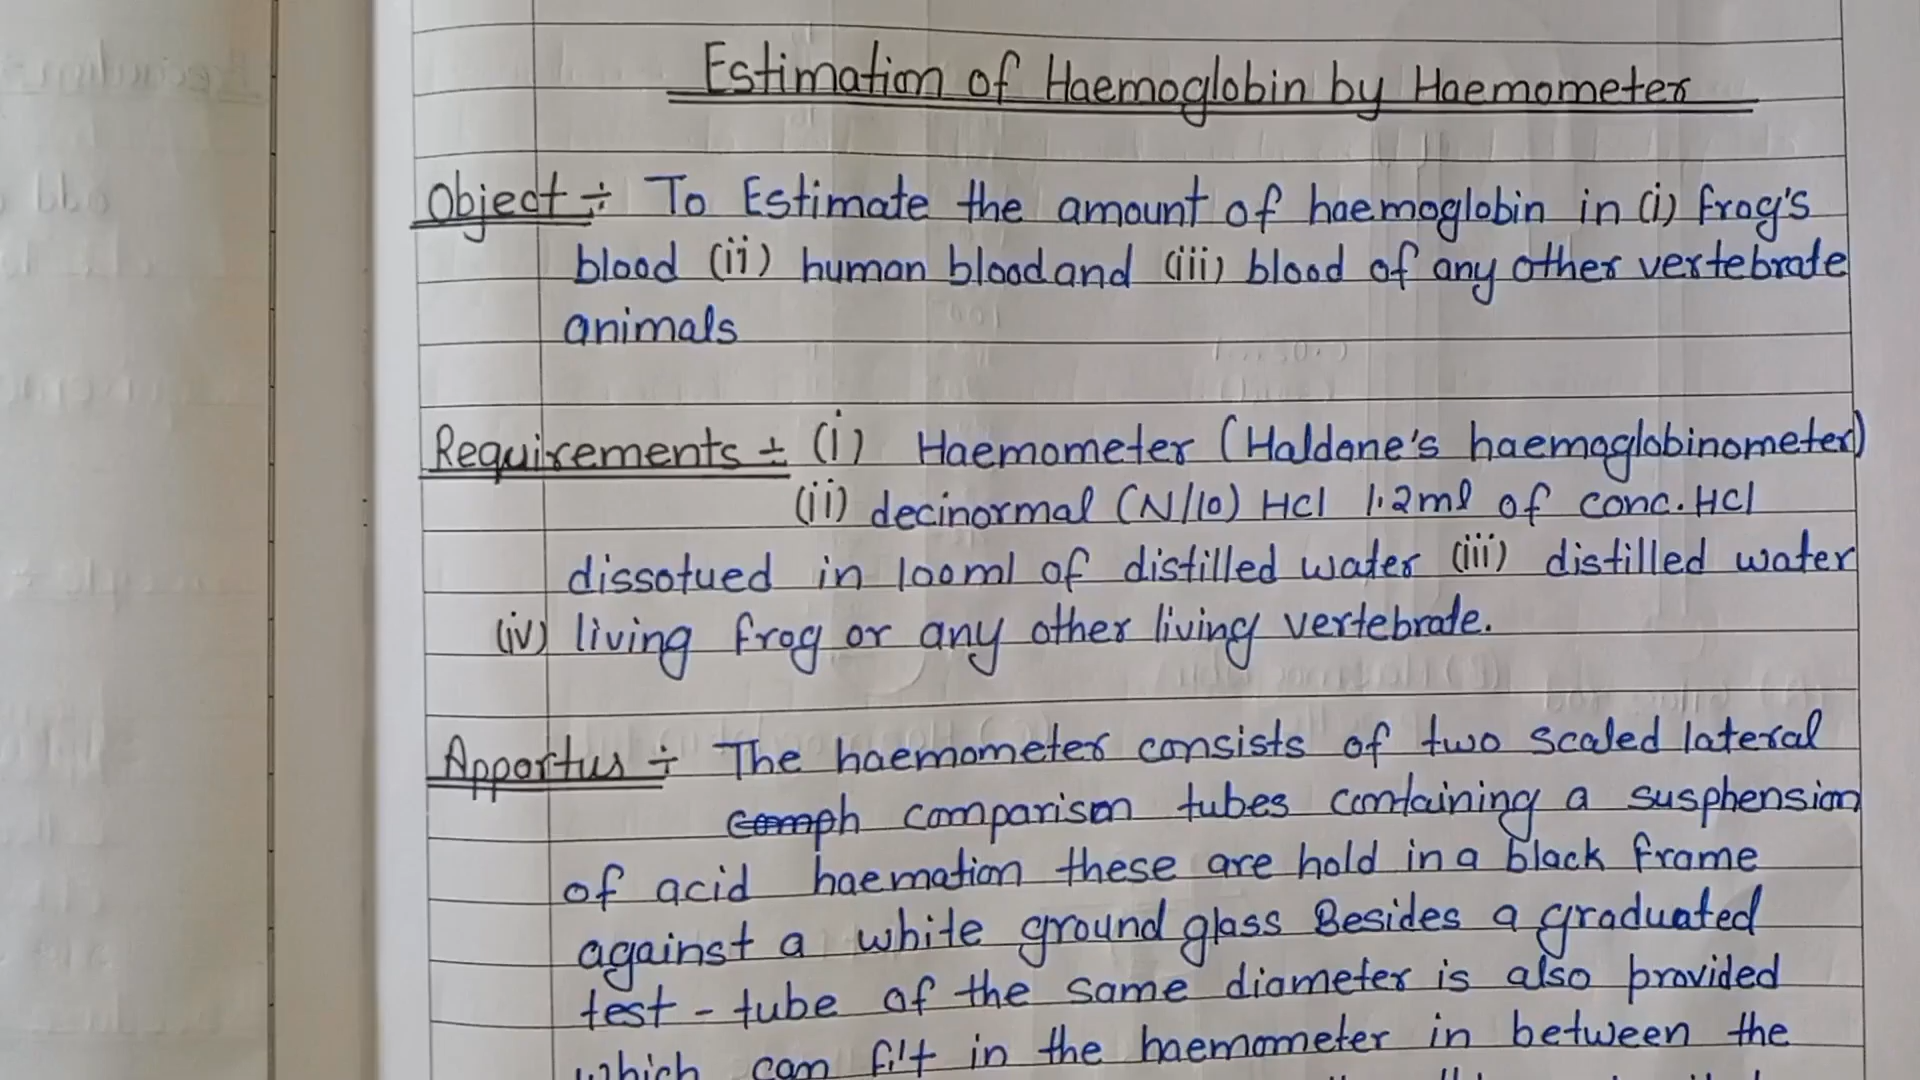 Estimation of Haemoglobin by Haemometer
Object ÷ To Estimate the amount of haemoglobin in (i) frog's
blood (ii) human blood and (iii) blood of any other vertebrate
animals
Requirements ÷ (i) Haemometer (Haldane's haemoglobinometer)
(ii) decinormal (N/10) HCl 1.2ml of conc. HCl
dissotued in 100ml of distilled water (iii) distilled water
(iv) living frog or any other living vertebrate.
Apportus ÷ The haemometer consists of two scaled lateral
comph comparison tubes containing a susphension
of acid haemation these are hold in a black frame
against a white ground glass Besides a graduated
test - tube of the same diameter is also provided
which can fit in the haemometer in between the